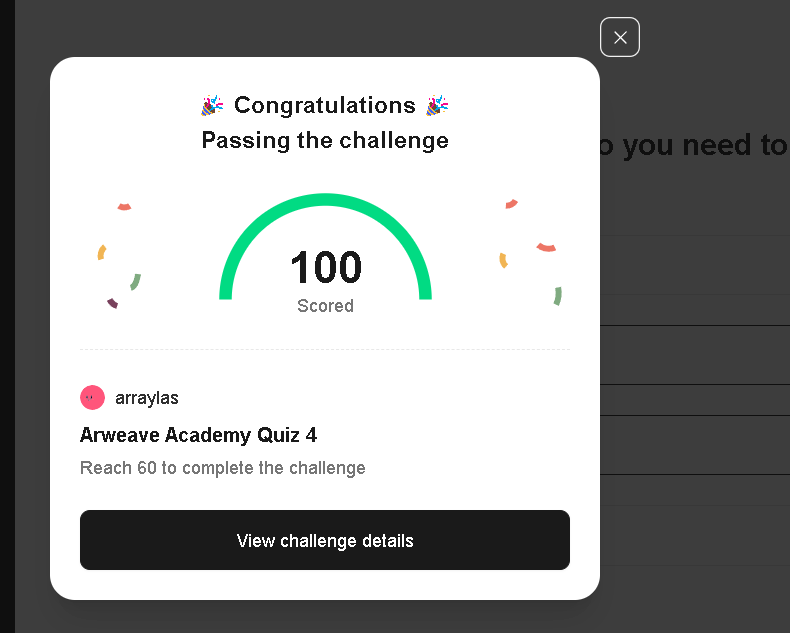 🎉 Congratulations 🎉
Passing the challenge
o you need to
100
Scored
arraylas
Arweave Academy Quiz 4
Reach 60 to complete the challenge
View challenge details